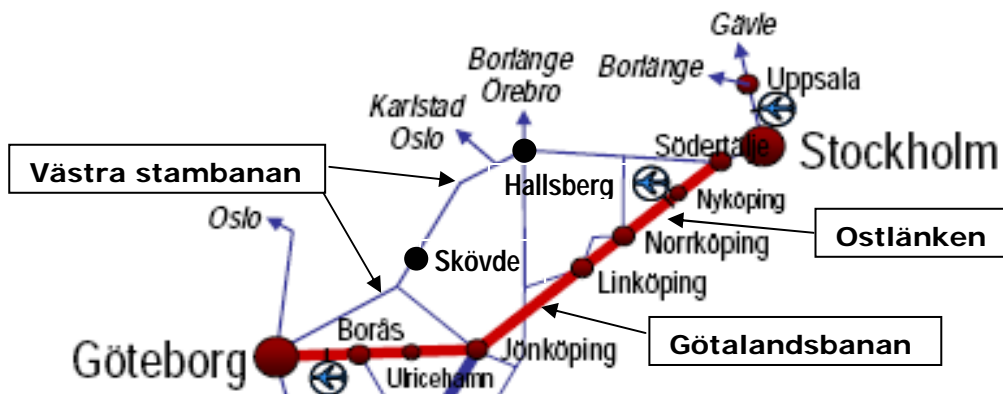 Gävle
Borlänge
Uppsala
Borlänge
Örebro
Karlstad
Oslo
Södertälje
Stockholm
Västra stambanan
Hallsberg
Nyköping
Oslo
Norrköping
Ostlänken
Skövde
Linköping
Borås
Götalandsbanan
Göteborg
Jönköping
Ulricehamn